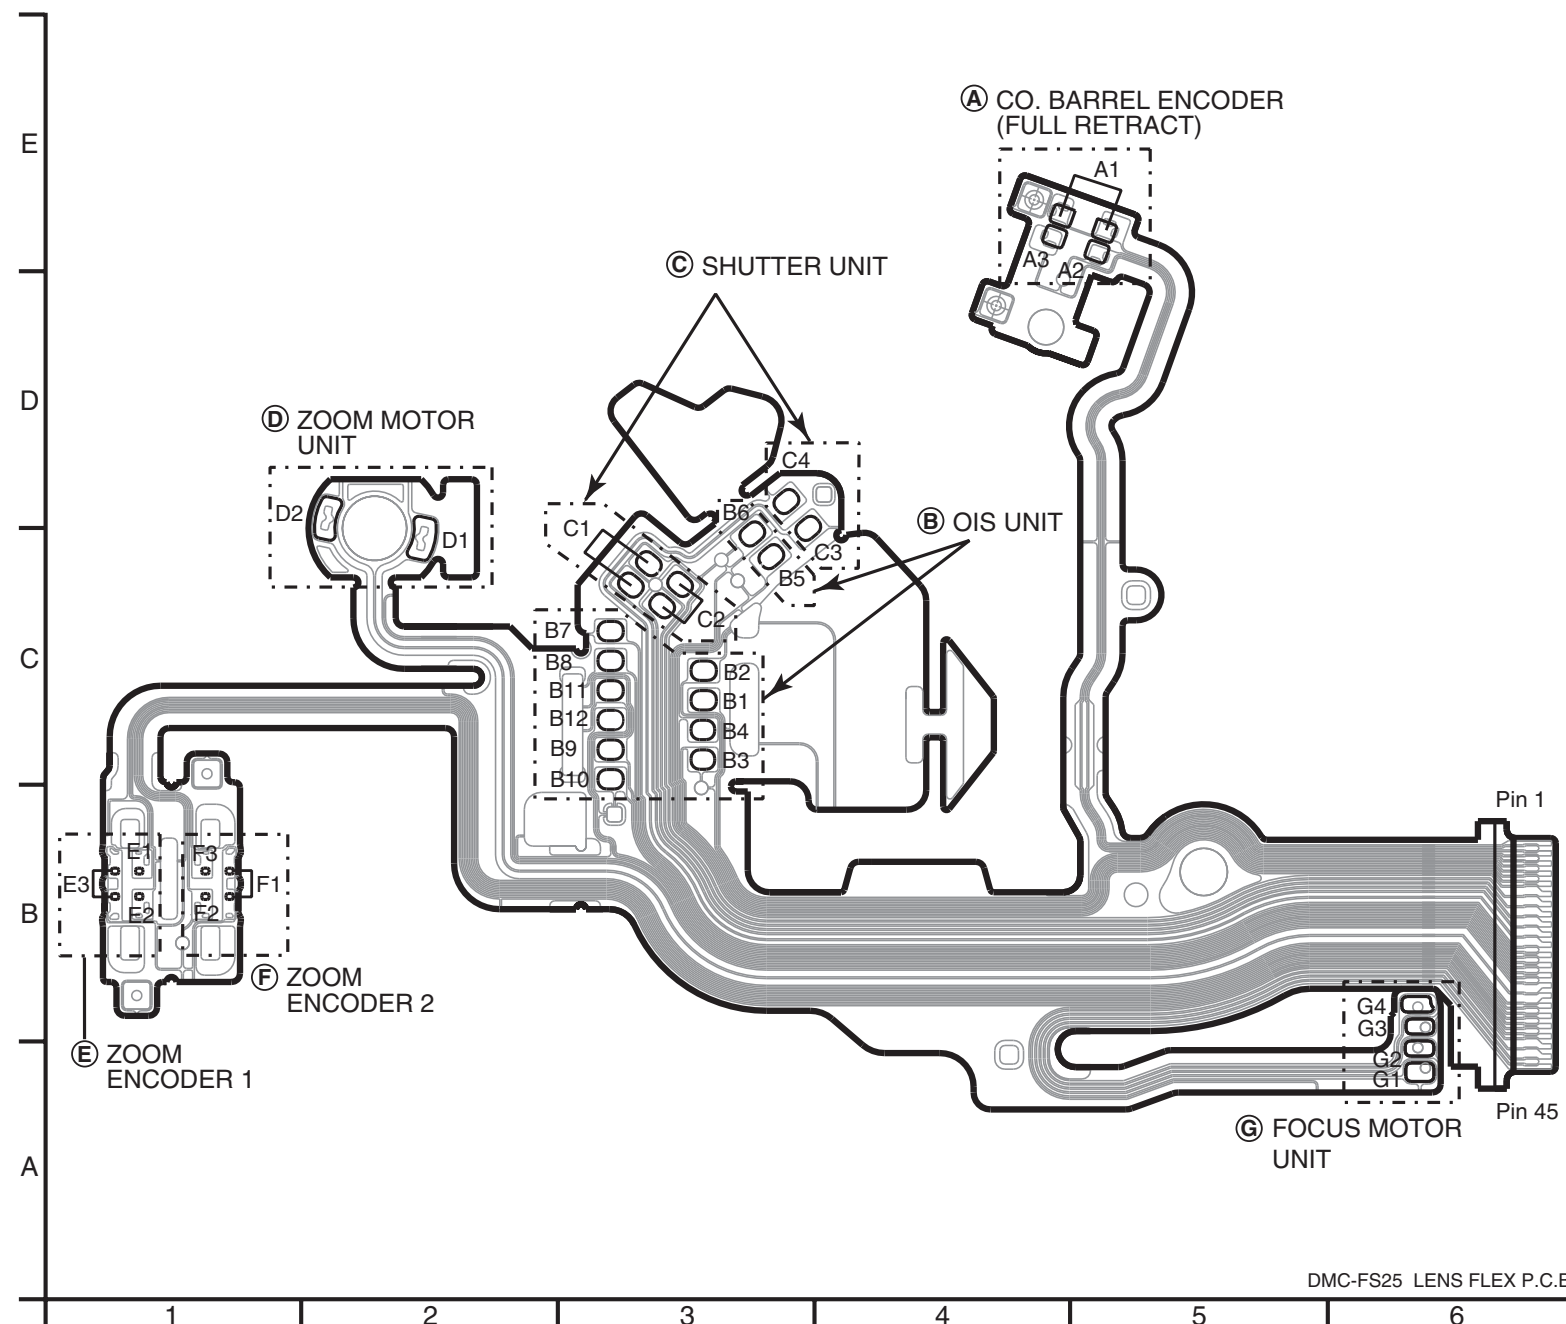 E
Ⓐ CO. BARREL ENCODER
(FULL RETRACT)
A1
A3
A2
Ⓒ SHUTTER UNIT
D
Ⓓ ZOOM MOTOR
UNIT
D2
D1
C4
B6
C1
C3
B5
C2
Ⓑ OIS UNIT
C
B7
B8
B11
B12
B9
B10
B2
B1
B4
B3
Pin 1
B
E1
F3
E3
F1
E2
F2
Ⓕ ZOOM
ENCODER 2
Ⓔ ZOOM
ENCODER 1
G4
G3
G2
G1
Pin 45
Ⓖ FOCUS MOTOR
UNIT
A
DMC-FS25 LENS FLEX P.C.B
1
2
3
4
5
6